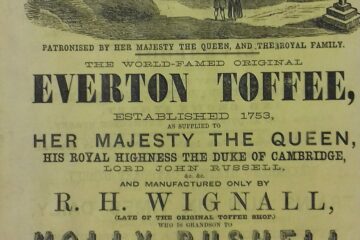 PATRONISED BY HER MAJESTY THE QUEEN, AND THE ROYAL FAMILY.
THE WORLD-FAMED ORIGINAL
EVERTON TOFFEE,
ESTABLISHED 1753,
AS SUPPLIED TO
HER MAJESTY THE QUEEN,
HIS ROYAL HIGHNESS THE DUKE OF CAMBRIDGE,
LORD JOHN RUSSELL,
&c. &c.
AND MANUFACTURED ONLY BY
R. H. WIGNALL,
(LATE OF THE ORIGINAL TOFFEE SHOP,)
WHO IS GRANDSON TO
MOLLY BUSHELL